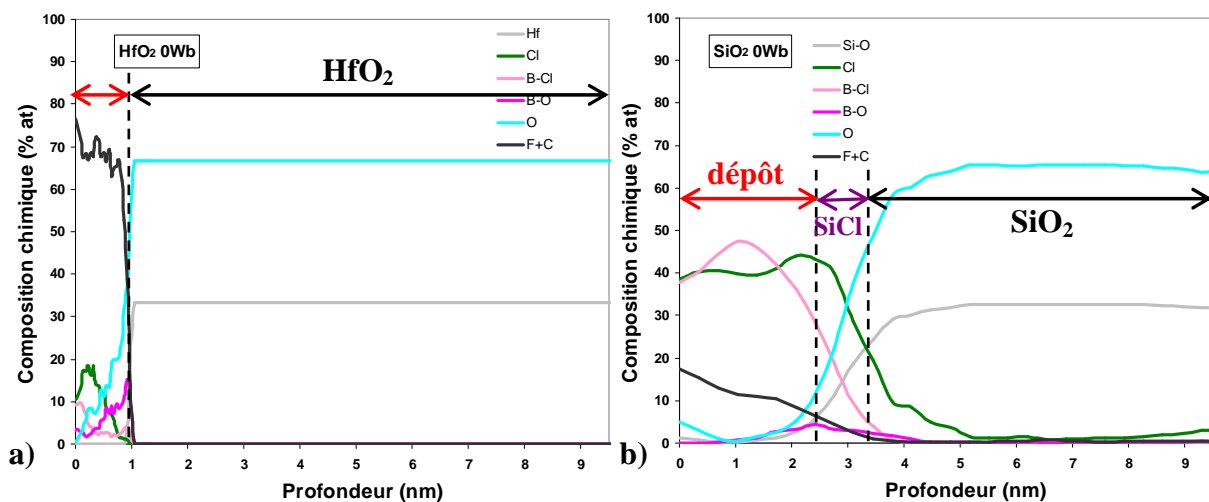 Composition chimique (% at)
100
90
80
70
60
50
40
30
20
10
0
HfO2 0Wb
HfO2
Hf
Cl
B-Cl
B-O
O
F+C
0 1 2 3 4 5 6 7 8 9
Profondeur (nm)
a)
Composition chimique (% at)
100
90
80
70
60
50
40
30
20
10
0
SiO2 0Wb
Si-O
Cl
B-Cl
B-O
O
F+C
dépôt
SiCl
SiO2
0 1 2 3 4 5 6 7 8 9
Profondeur (nm)
b)